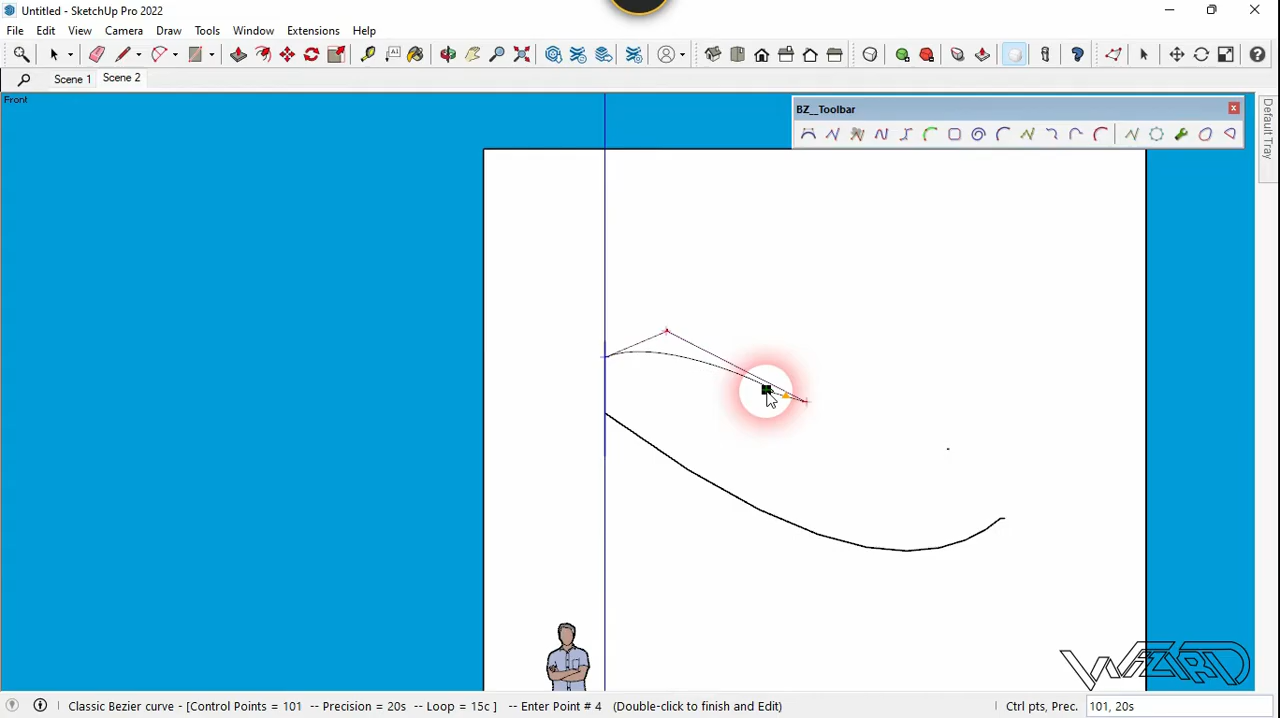 Untitled - SketchUp Pro 2022
File Edit View Camera Draw Tools Window Extensions Help
Scene 1 Scene 2
Front
BZ__Toolbar
Default Tray
WIZARD
Classic Bezier curve - [Control Points = 101 -- Precision = 20s -- Loop = 15c ] -- Enter Point # 4 (Double-click to finish and Edit)
Ctrl pts, Prec. 101, 20s